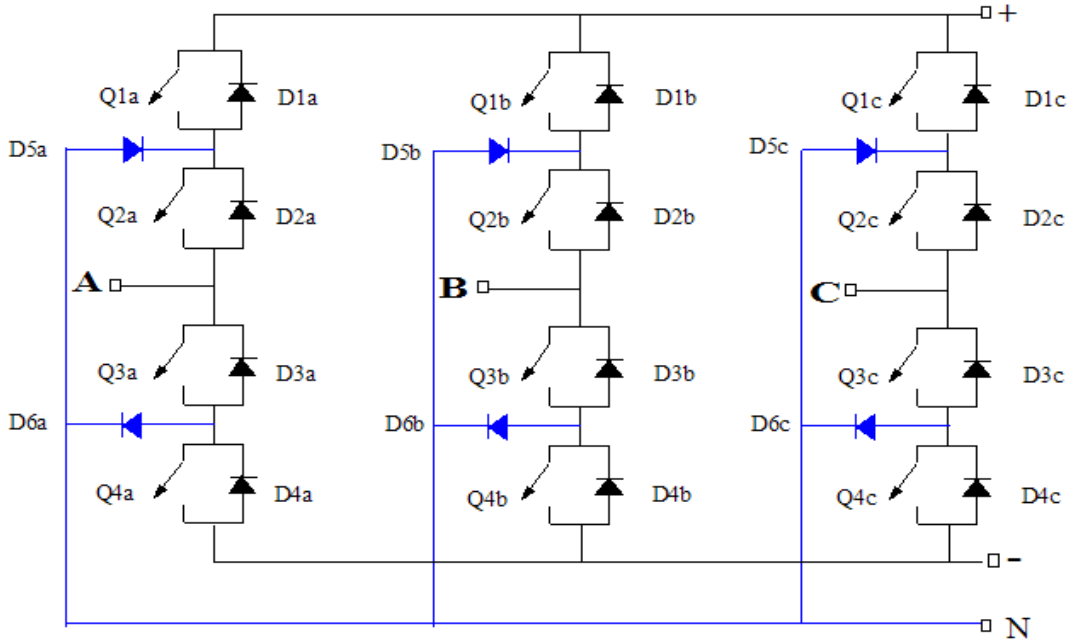 +
Q1a D1a Q1b D1b Q1c D1c
D5a D5b D5c
Q2a D2a Q2b D2b Q2c D2c
A B C
Q3a D3a Q3b D3b Q3c D3c
D6a D6b D6c
Q4a D4a Q4b D4b Q4c D4c
-
N